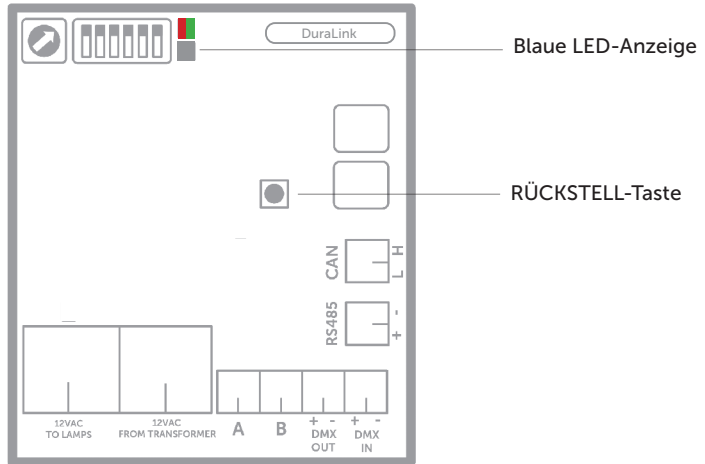 DuraLink
Blaue LED-Anzeige
RÜCKSTELL-Taste
CAN
H
L
RS485
-
+
12VAC
TO LAMPS
12VAC
FROM TRANSFORMER
A
B
+ -
DMX
OUT
+ -
DMX
IN